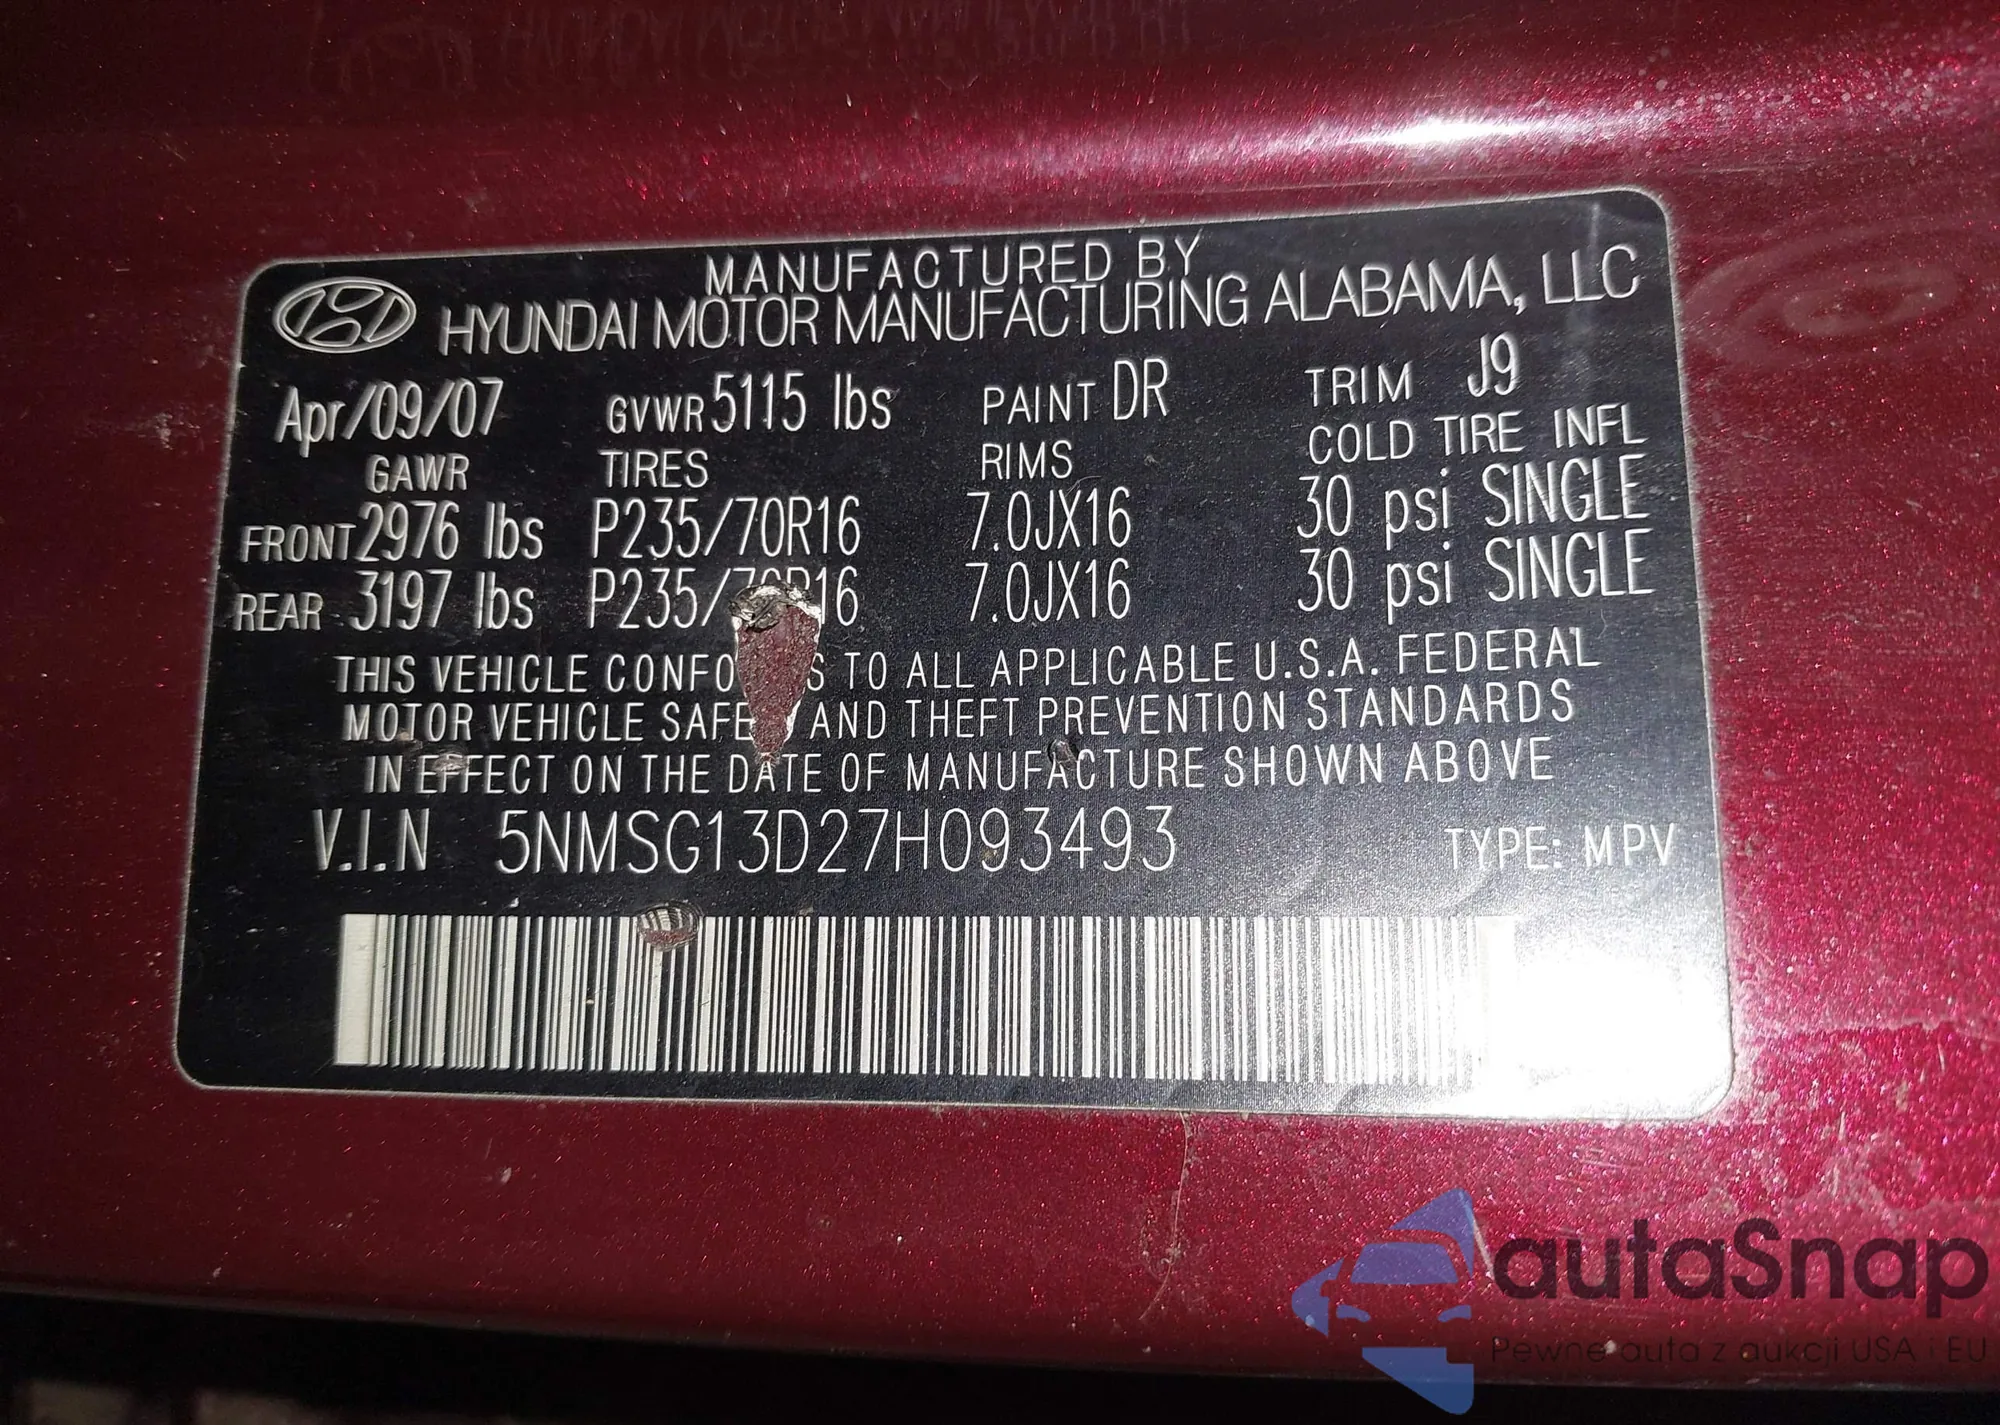 MANUFACTURED BY
HYUNDAI MOTOR MANUFACTURING ALABAMA, LLC
Apr/09/07 GVWR 5115 lbs PAINT DR TRIM J9
GAWR TIRES RIMS COLD TIRE INFL
FRONT 2976 lbs P235/70R16 7.0JX16 30 psi SINGLE
REAR 3197 lbs P235/70R16 7.0JX16 30 psi SINGLE
THIS VEHICLE TO ALL APPLICABLE U.S.A. FEDERAL
MOTOR VEHICLE AND THEFT PREVENTION STANDARDS
IN EFFECT ON THE DATE OF MANUFACTURE SHOWN ABOVE
V.I.N 5NMSG13D27H093493 TYPE: MPV
autoSnap
Pewne auta z aukcji USA i EU